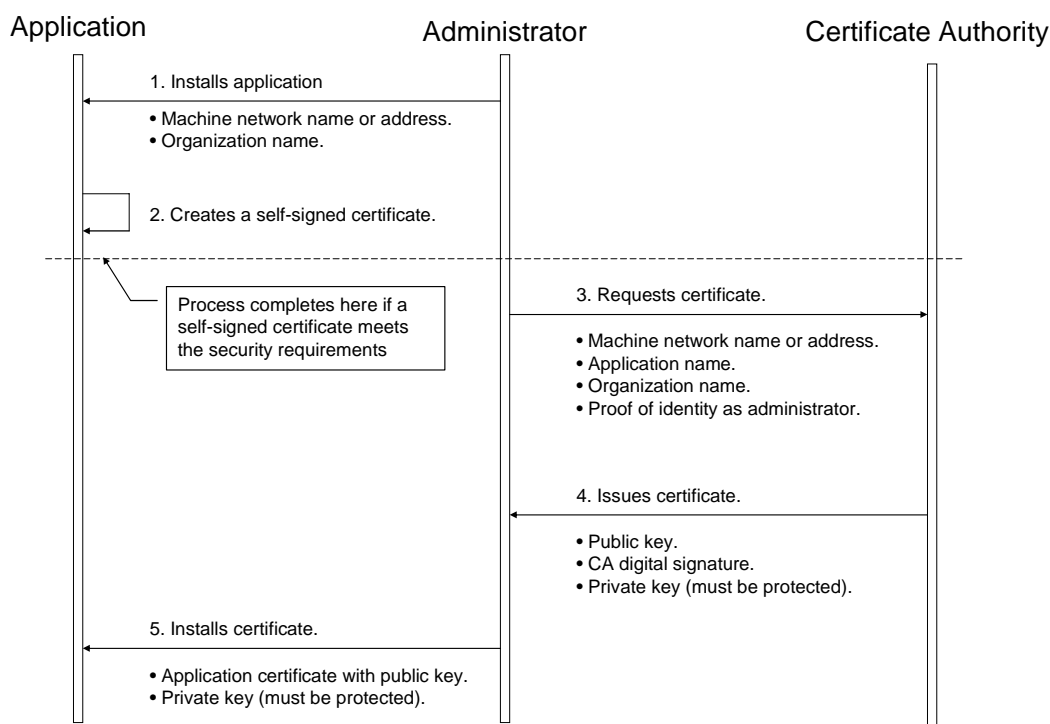 Application
Administrator
Certificate Authority
1. Installs application
• Machine network name or address.
• Organization name.
2. Creates a self-signed certificate.
Process completes here if a
self-signed certificate meets
the security requirements
3. Requests certificate.
• Machine network name or address.
• Application name.
• Organization name.
• Proof of identity as administrator.
4. Issues certificate.
• Public key.
• CA digital signature.
• Private key (must be protected).
5. Installs certificate.
• Application certificate with public key.
• Private key (must be protected).